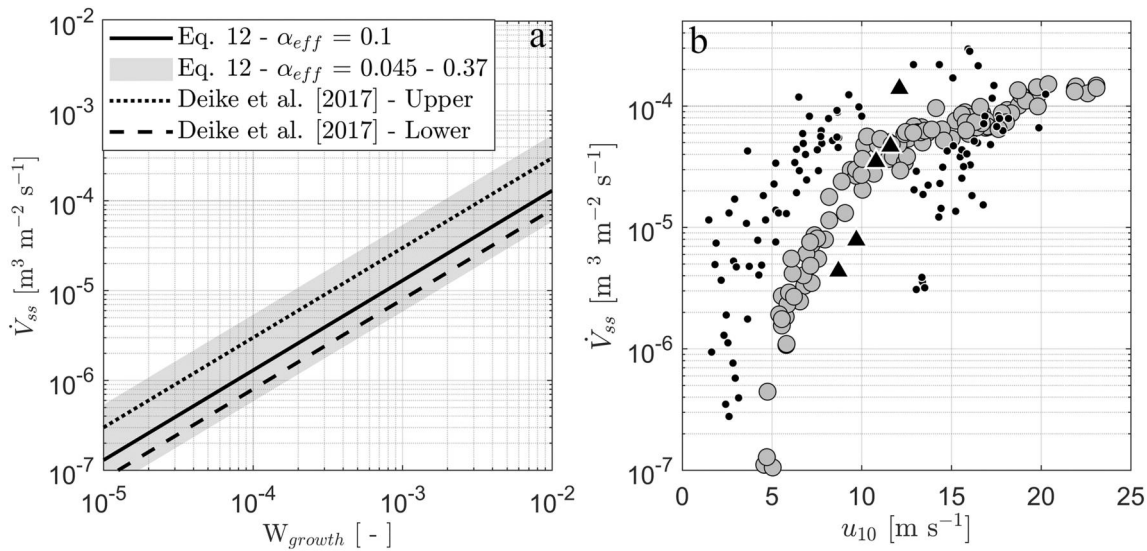 a
Eq. 12 - α_eff = 0.1
Eq. 12 - α_eff = 0.045 - 0.37
Deike et al. [2017] - Upper
Deike et al. [2017] - Lower
10⁻²
10⁻³
10⁻⁴
10⁻⁵
10⁻⁶
10⁻⁷
V̇_ss [m³ m⁻² s⁻¹]
10⁻⁵ 10⁻⁴ 10⁻³ 10⁻²
W_growth [ - ]
b
10⁻⁴
10⁻⁵
10⁻⁶
10⁻⁷
V̇_ss [m³ m⁻² s⁻¹]
0 5 10 15 20 25
u₁₀ [m s⁻¹]